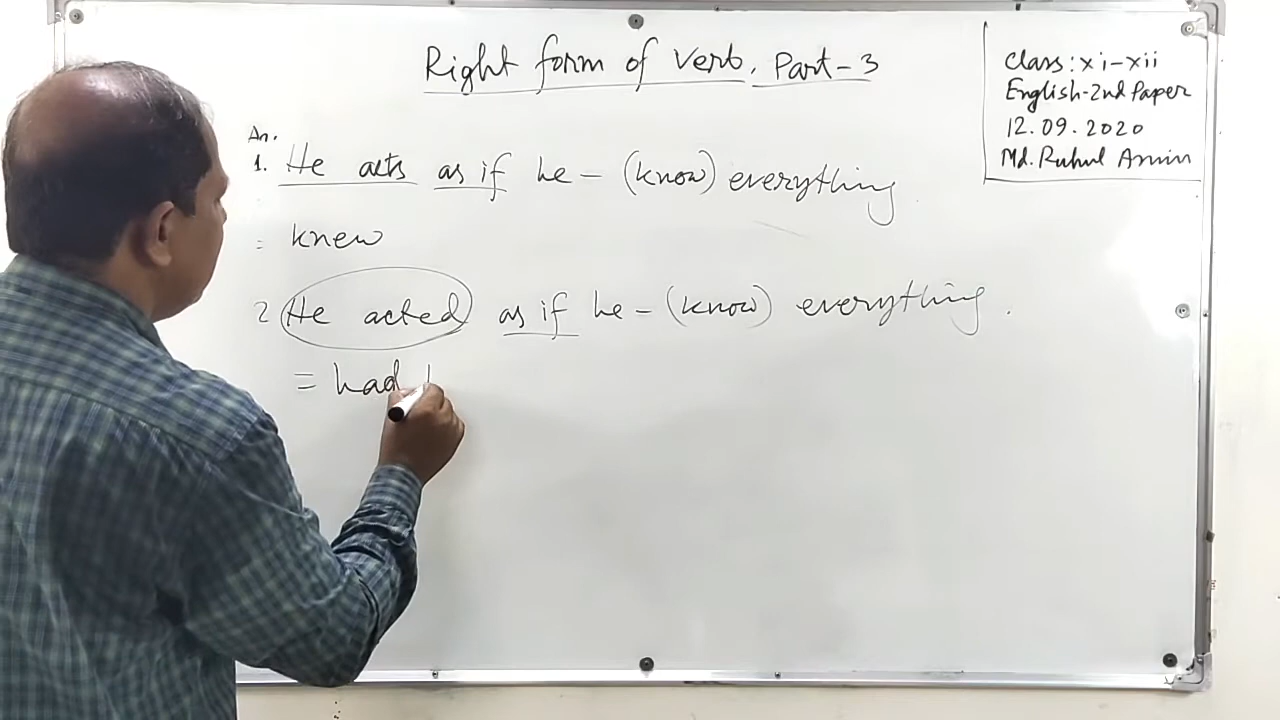 Right form of Verb. Part-3
Class: xi-xii
English-2nd Paper
12.09.2020
Md. Ruhul Amin
An.
1. He acts as if he - (know) everything
= knew
2 He acted as if he - (know) everything.
= had